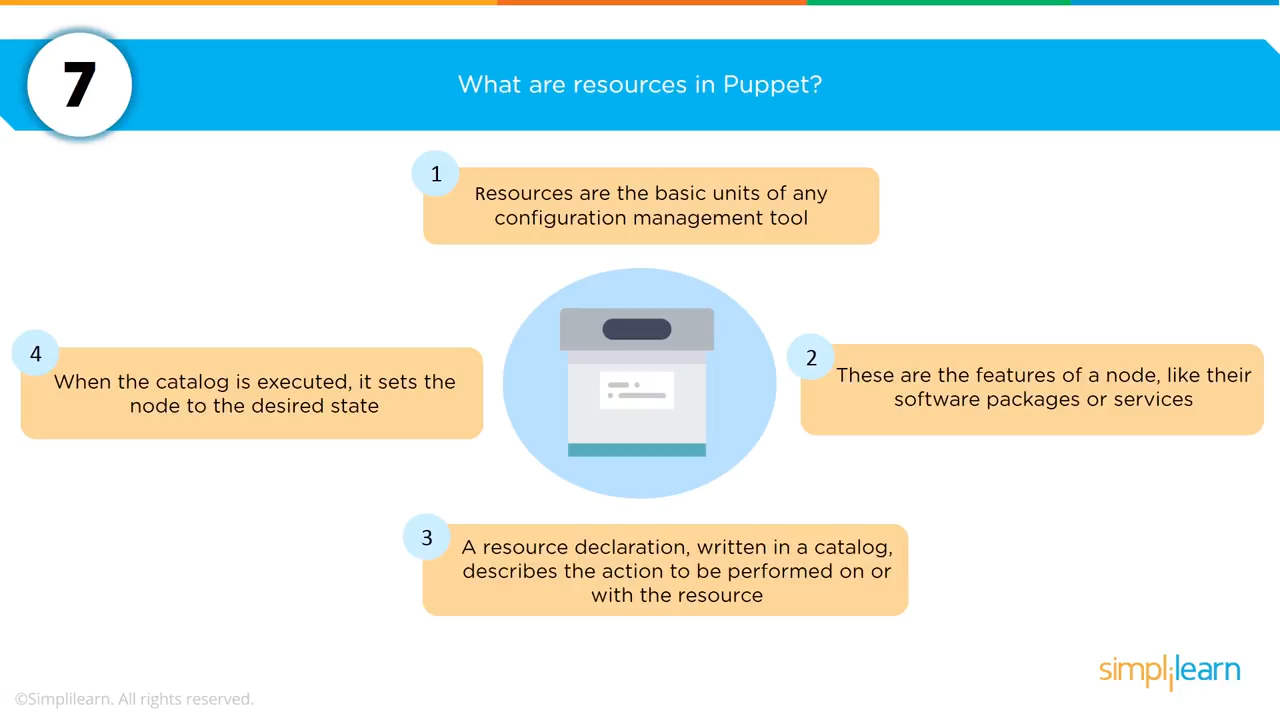 7
What are resources in Puppet?
1
Resources are the basic units of any
configuration management tool
2
These are the features of a node, like their
software packages or services
3
A resource declaration, written in a catalog,
describes the action to be performed on or
with the resource
4
When the catalog is executed, it sets the
node to the desired state
simplilearn
©Simplilearn. All rights reserved.